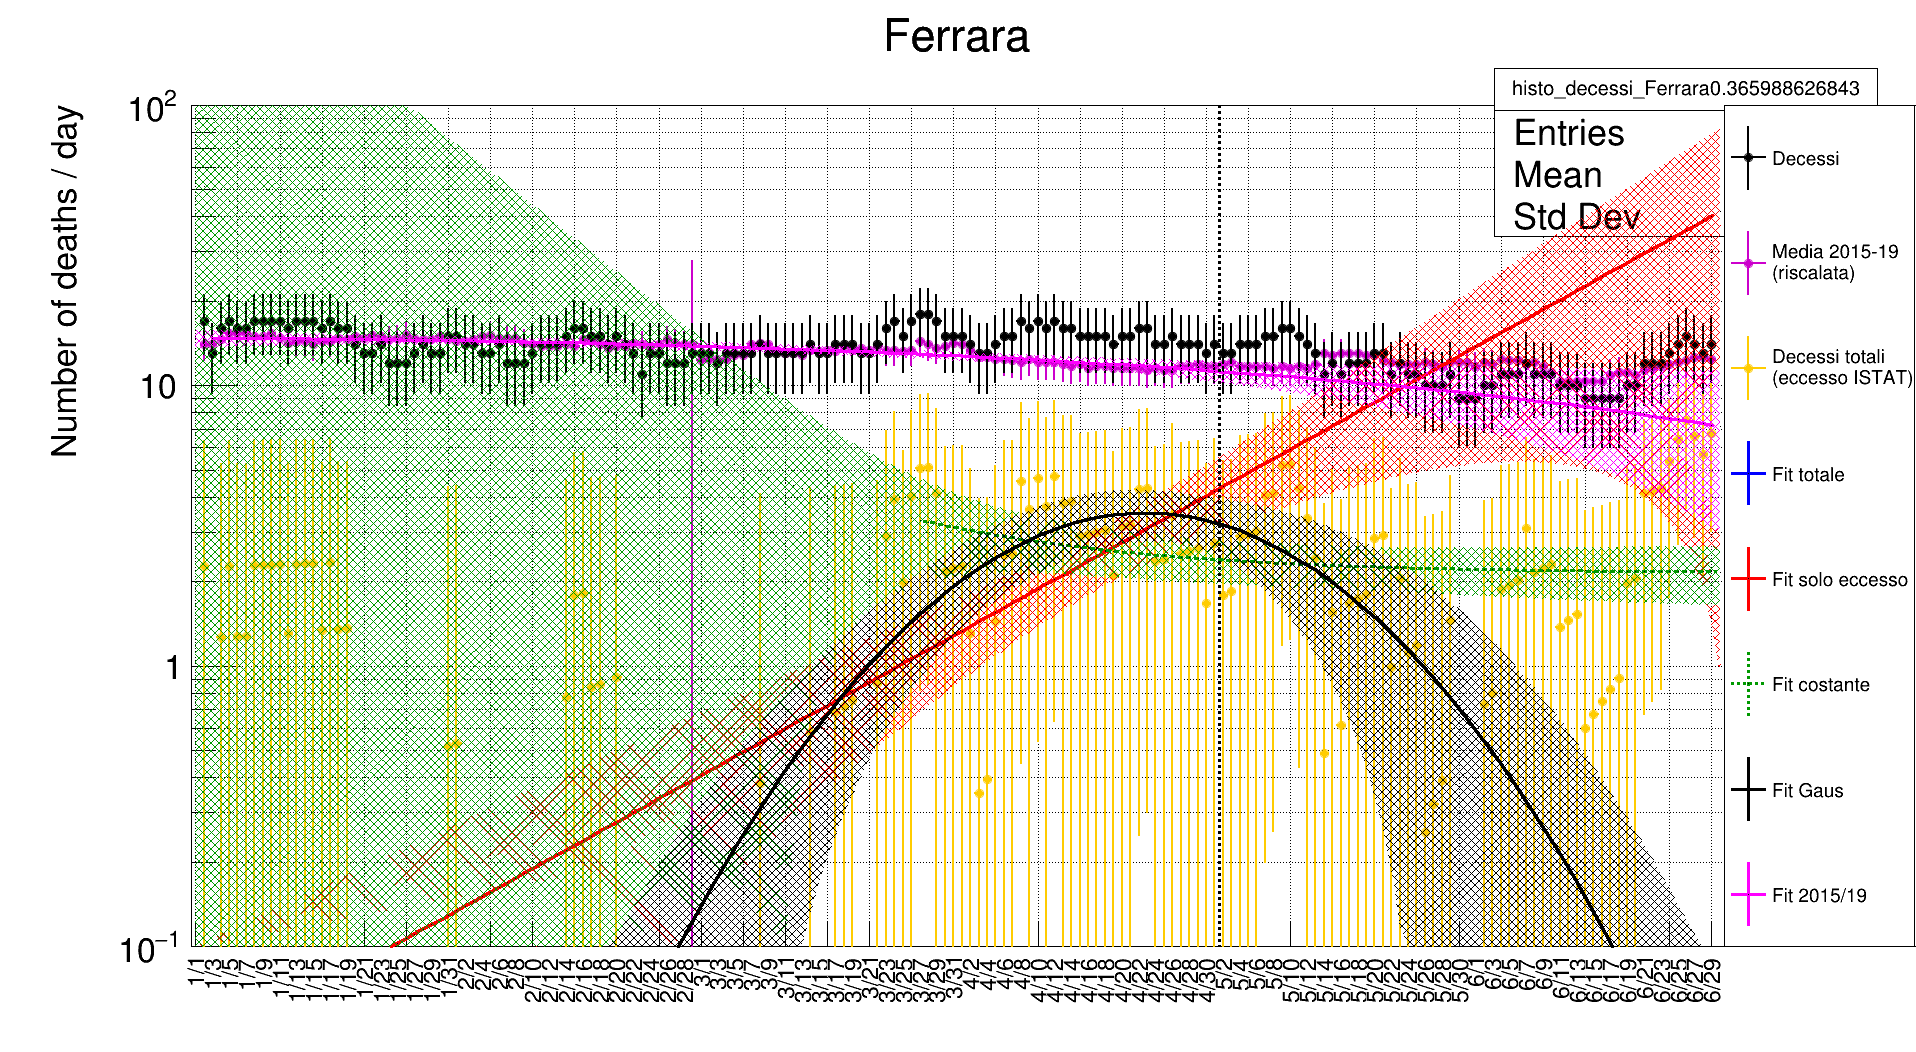 Ferrara
histo_decessi_Ferrara0.365988626843
Entries
Mean
Std Dev
Number of deaths / day
10²
10
1
10⁻¹
Decessi
Media 2015-19
(riscalata)
Decessi totali
(eccesso ISTAT)
Fit totale
Fit solo eccesso
Fit costante
Fit Gaus
Fit 2015/19
1/1 1/3 1/5 1/7 1/9 1/11 1/13 1/15 1/17 1/19 1/21 1/23 1/25 1/27 1/29 1/31 2/2 2/4 2/6 2/8 2/10 2/12 2/14 2/16 2/18 2/20 2/22 2/24 2/26 2/28 3/1 3/3 3/5 3/7 3/9 3/11 3/13 3/15 3/17 3/19 3/21 3/23 3/25 3/27 3/29 3/31 4/2 4/4 4/6 4/8 4/10 4/12 4/14 4/16 4/18 4/20 4/22 4/24 4/26 4/28 4/30 5/2 5/4 5/6 5/8 5/10 5/12 5/14 5/16 5/18 5/20 5/22 5/24 5/26 5/28 5/30 6/1 6/3 6/5 6/7 6/9 6/11 6/13 6/15 6/17 6/19 6/21 6/23 6/25 6/27 6/29